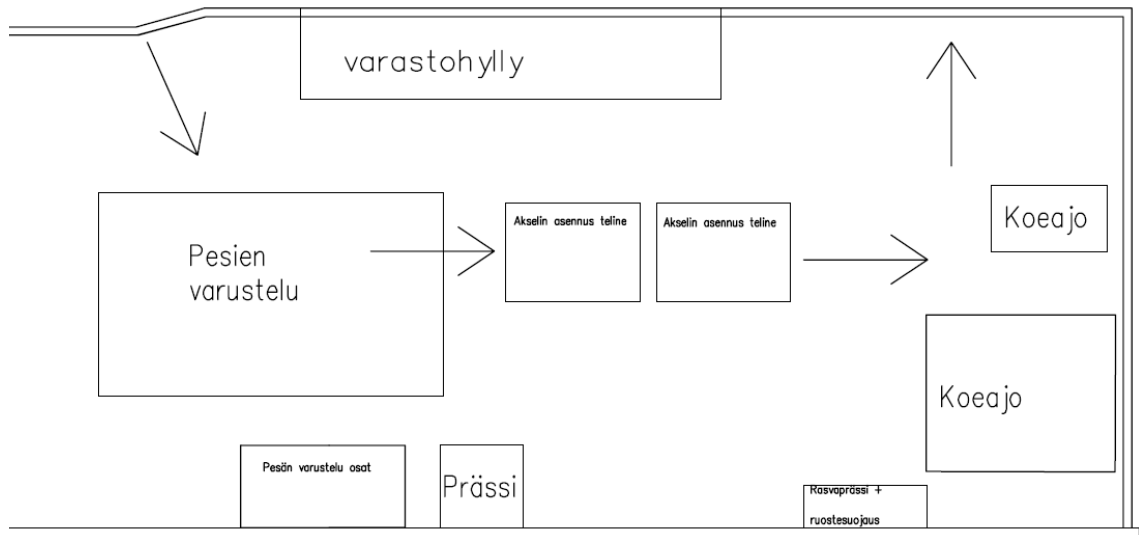 varastohylly
Akselin asennus teline
Akselin asennus teline
Koeajo
Pesien
varustelu
Koeajo
Pesän varustelu osat
Prässi
Rasvaprässi +
ruostesuojaus